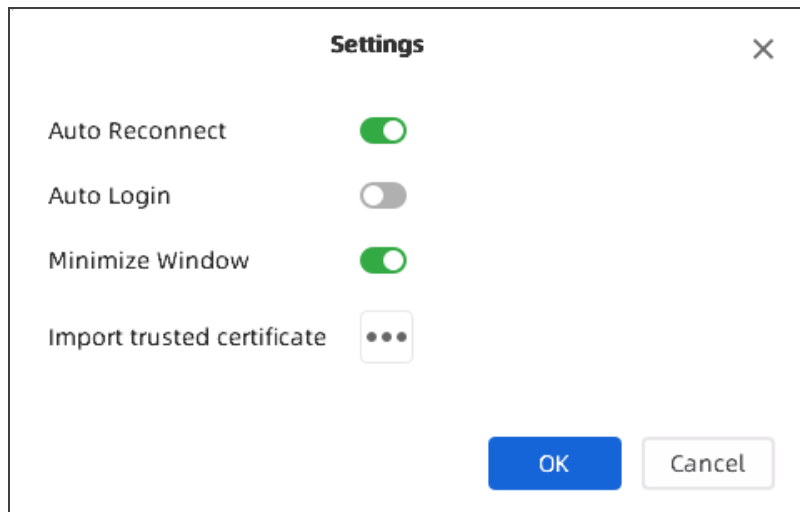 Settings
Auto Reconnect
Auto Login
Minimize Window
Import trusted certificate
OK Cancel